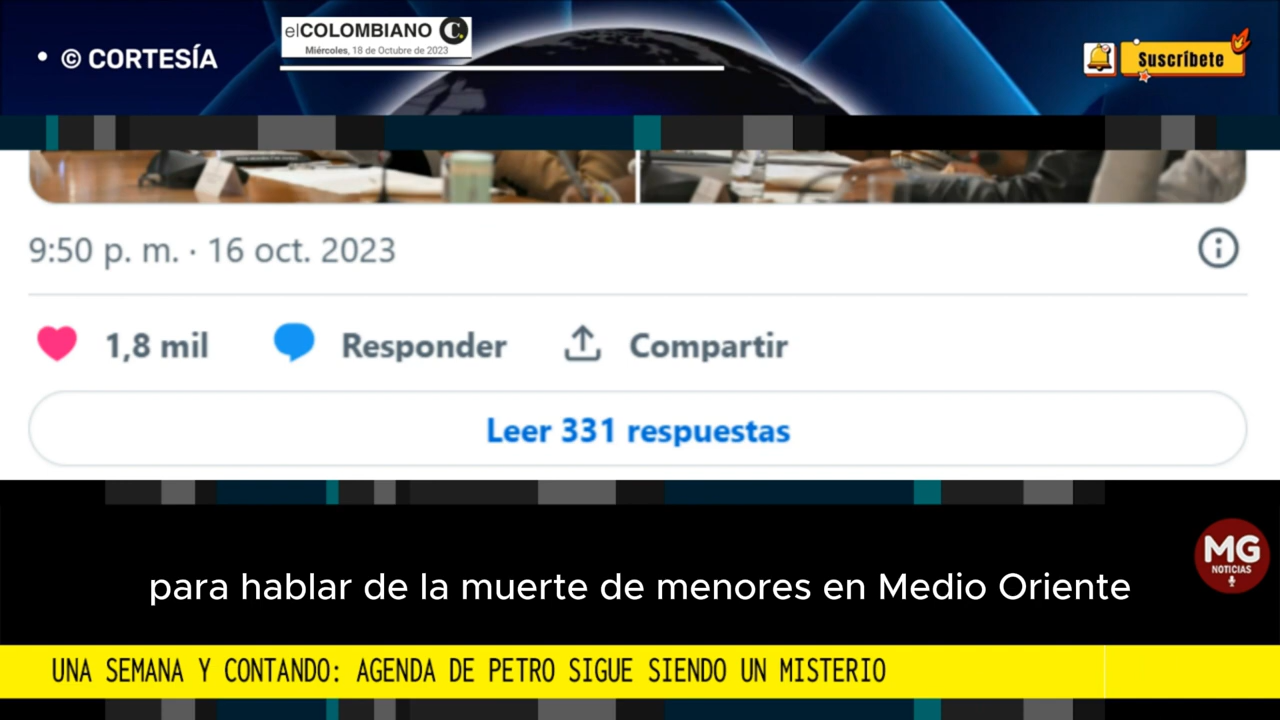 • © CORTESÍA
elCOLOMBIANO C
Miércoles, 18 de Octubre de 2023
Suscríbete
9:50 p. m. · 16 oct. 2023
1,8 mil
Responder
Compartir
Leer 331 respuestas
MG
NOTICIAS
para hablar de la muerte de menores en Medio Oriente
UNA SEMANA Y CONTANDO: AGENDA DE PETRO SIGUE SIENDO UN MISTERIO